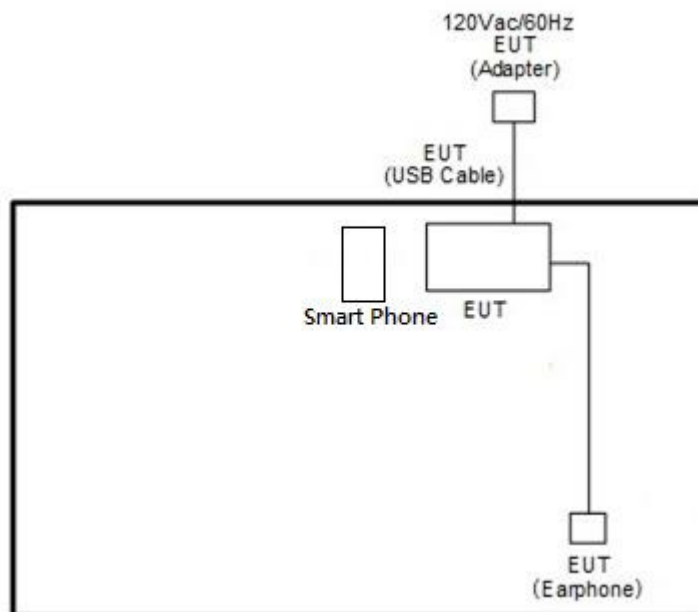 120Vac/60Hz
EUT
(Adapter)
EUT
(USB Cable)
Smart Phone
EUT
EUT
(Earphone)